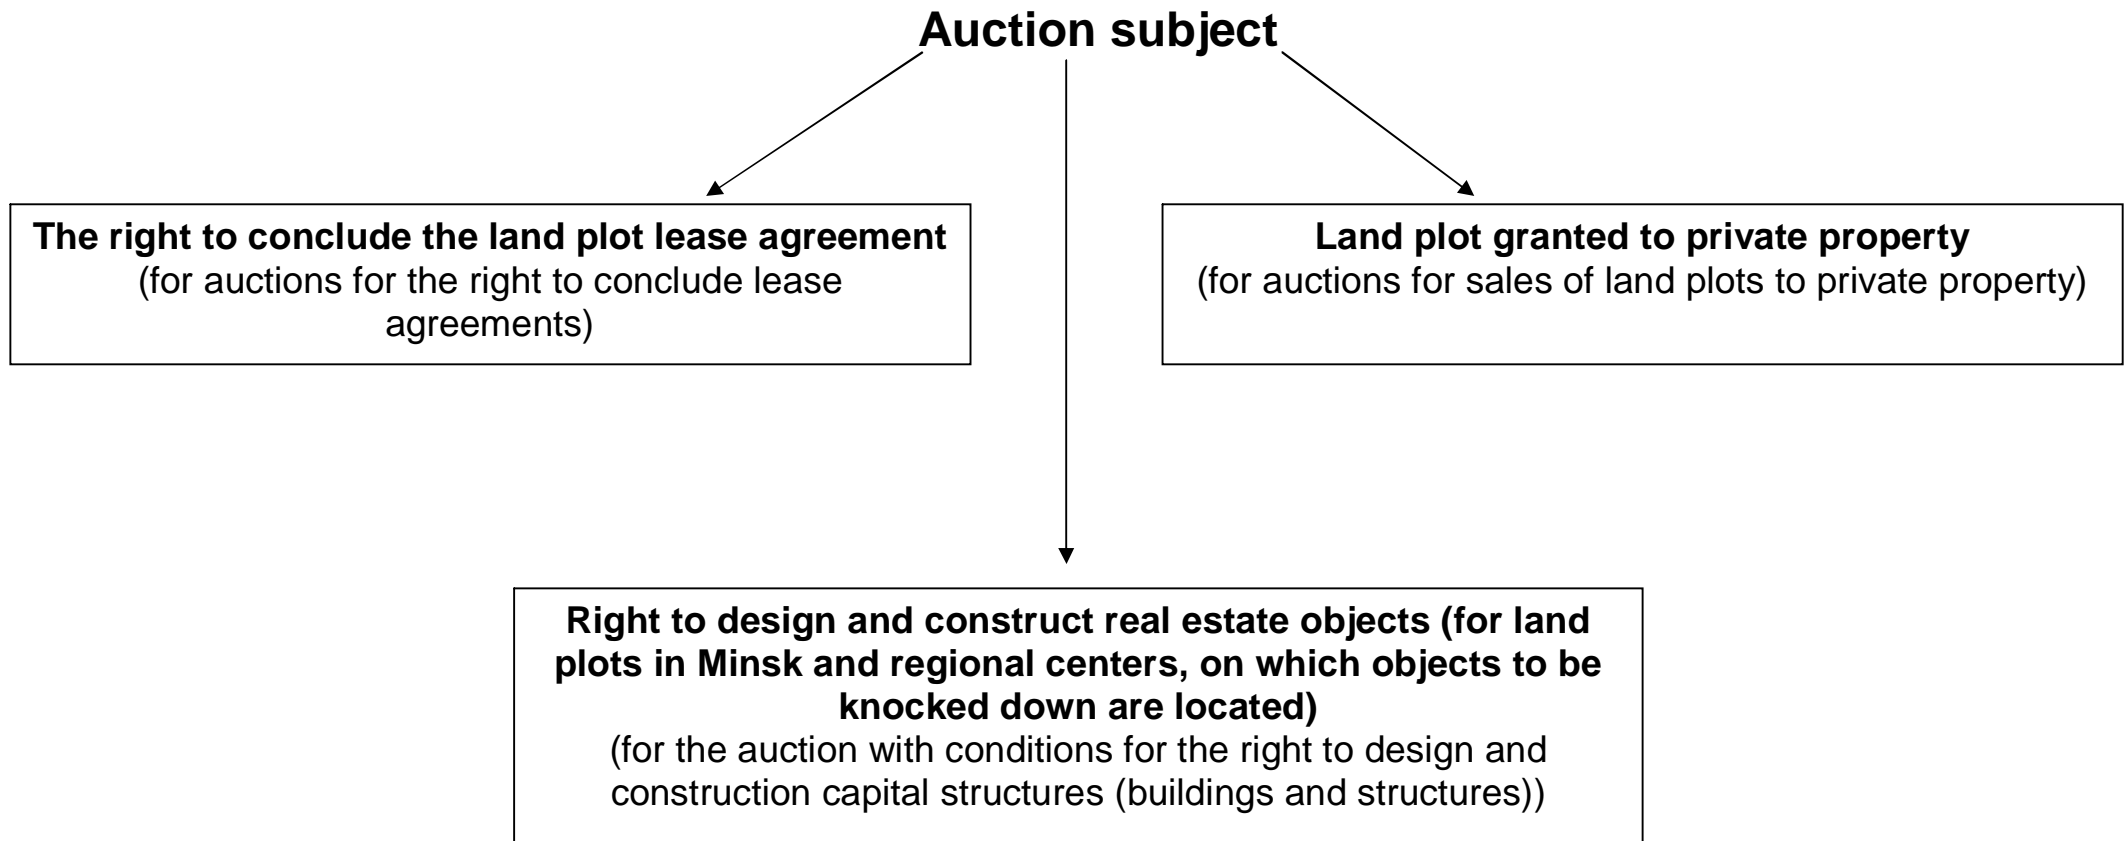 Auction subject
The right to conclude the land plot lease agreement
(for auctions for the right to conclude lease
agreements)
Land plot granted to private property
(for auctions for sales of land plots to private property)
Right to design and construct real estate objects (for land
plots in Minsk and regional centers, on which objects to be
knocked down are located)
(for the auction with conditions for the right to design and
construction capital structures (buildings and structures))